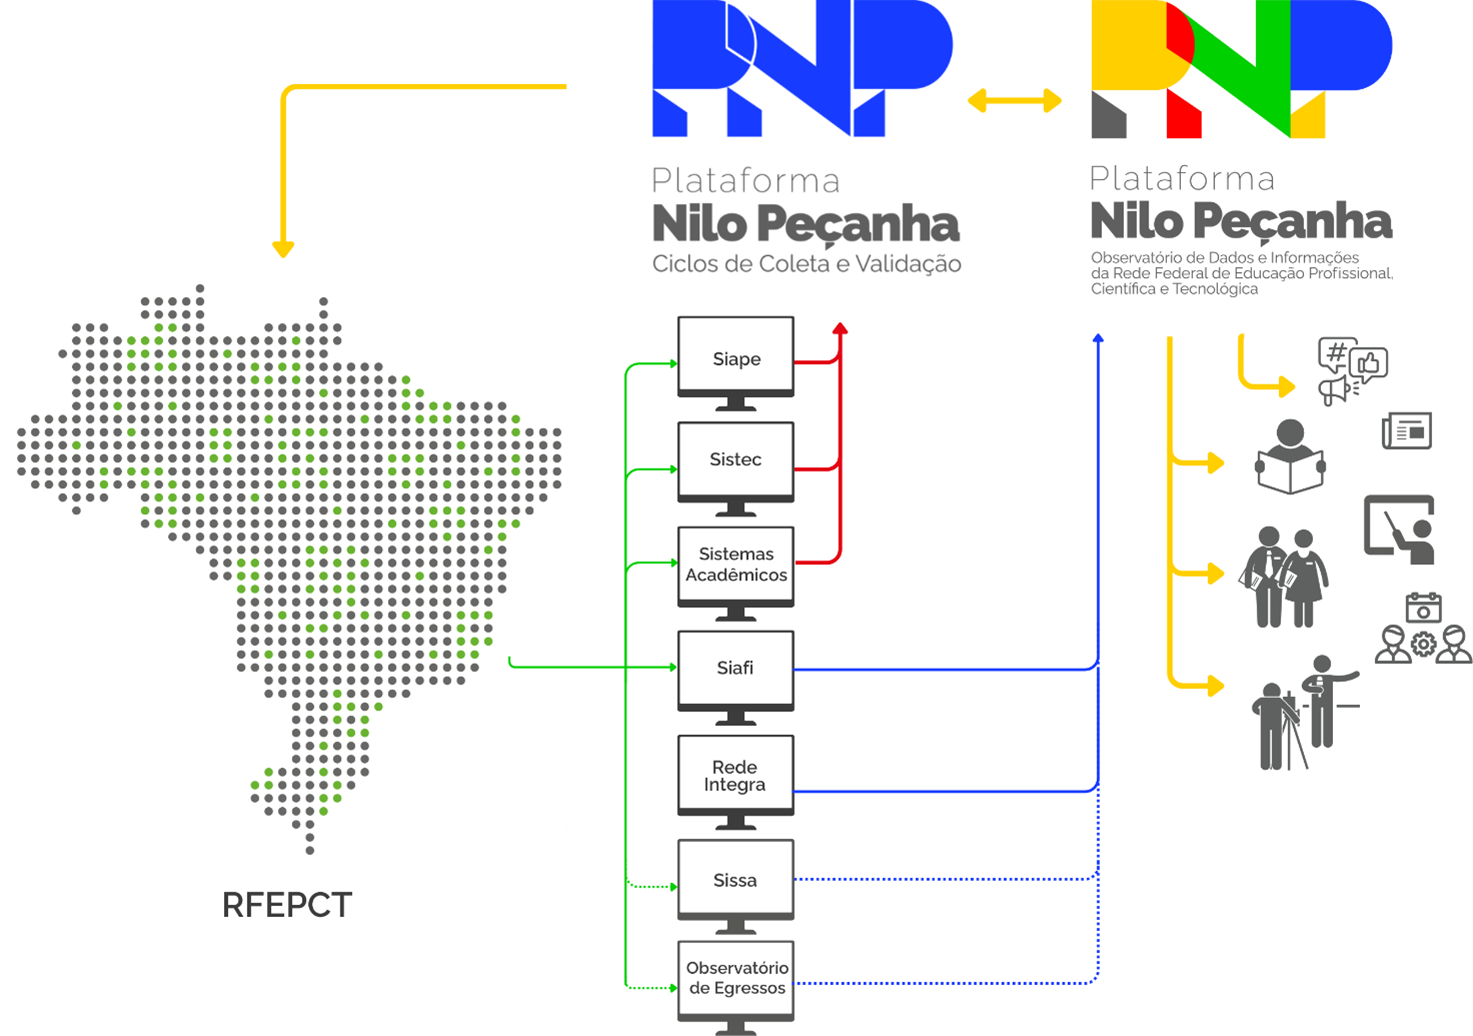 PNP
Plataforma
Nilo Peçanha
Ciclos de Coleta e Validação
PNP
Plataforma
Nilo Peçanha
Observatório de Dados e Informações
da Rede Federal de Educação Profissional,
Científica e Tecnológica
Siape
Sistec
Sistemas
Acadêmicos
Siafi
Rede
Integra
Sissa
Observatório
de Egressos
RFEPCT
#